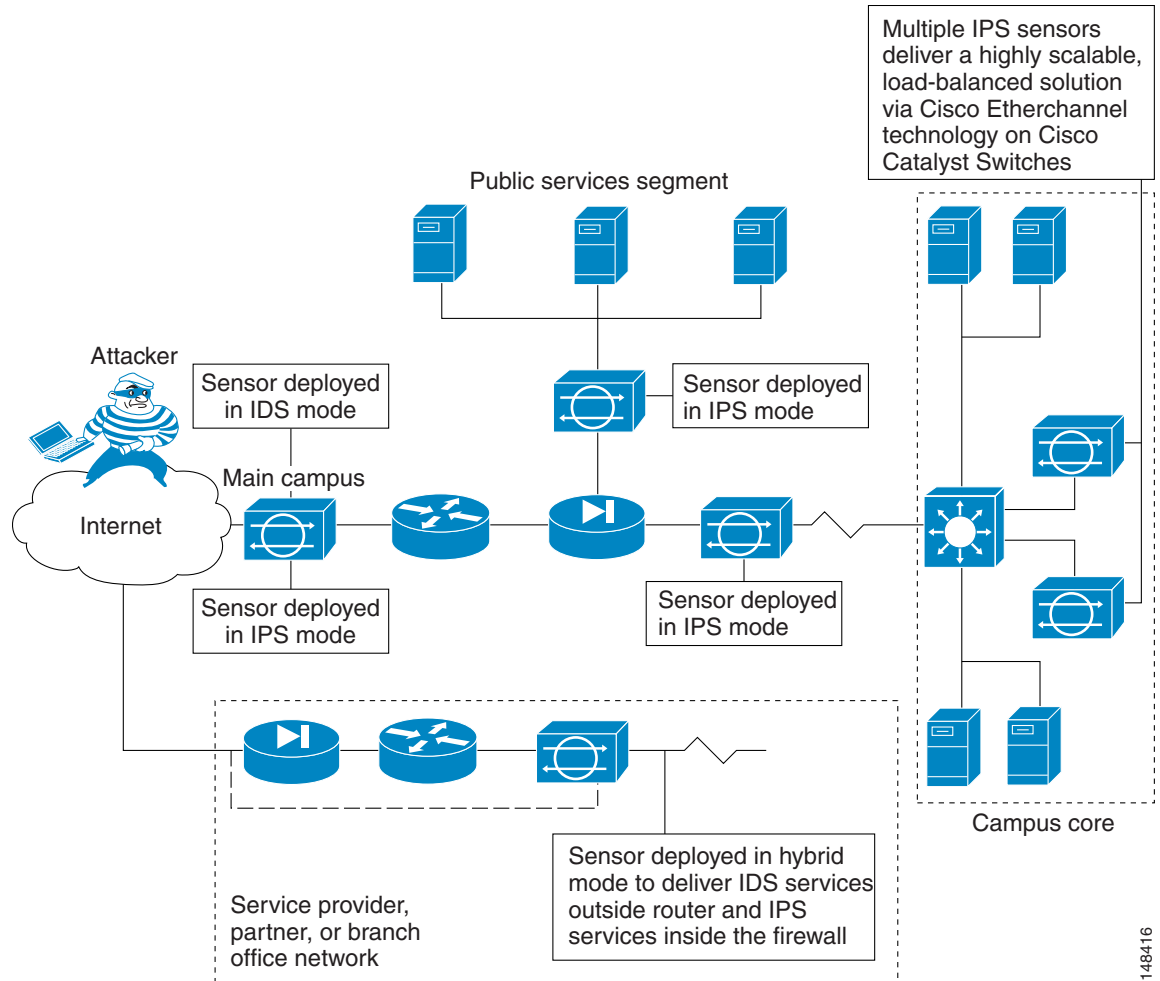 Multiple IPS sensors
deliver a highly scalable,
load-balanced solution
via Cisco Etherchannel
technology on Cisco
Catalyst Switches
Public services segment
Attacker
Sensor deployed
in IDS mode
Sensor deployed
in IPS mode
Main campus
Internet
Sensor deployed
in IPS mode
Sensor deployed
in IPS mode
Campus core
Sensor deployed in hybrid
mode to deliver IDS services
outside router and IPS
services inside the firewall
Service provider,
partner, or branch
office network
148416